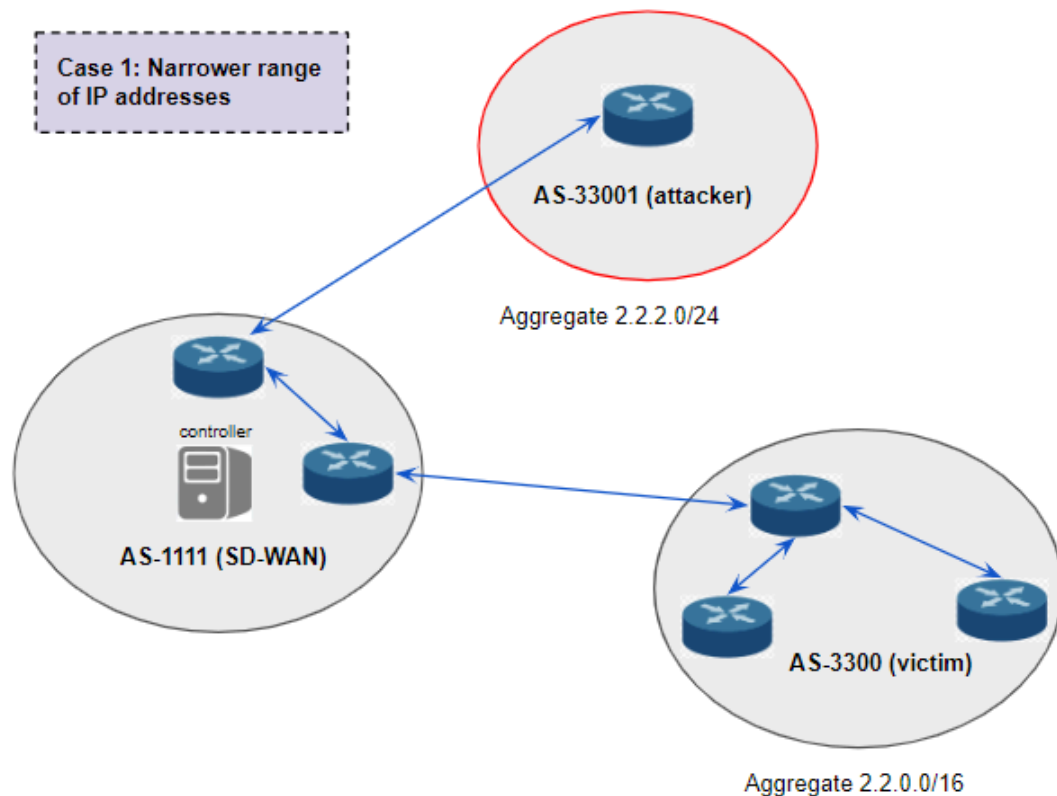 Case 1: Narrower range
of IP addresses
AS-33001 (attacker)
Aggregate 2.2.2.0/24
controller
AS-1111 (SD-WAN)
AS-3300 (victim)
Aggregate 2.2.0.0/16